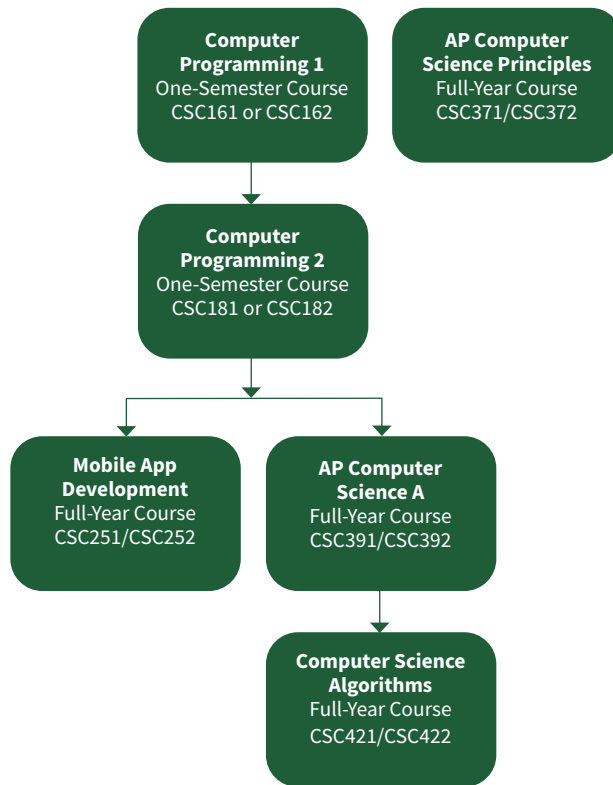 Computer
Programming 1
One-Semester Course
CSC161 or CSC162
AP Computer
Science Principles
Full-Year Course
CSC371/CSC372
Computer
Programming 2
One-Semester Course
CSC181 or CSC182
Mobile App
Development
Full-Year Course
CSC251/CSC252
AP Computer
Science A
Full-Year Course
CSC391/CSC392
Computer Science
Algorithms
Full-Year Course
CSC421/CSC422